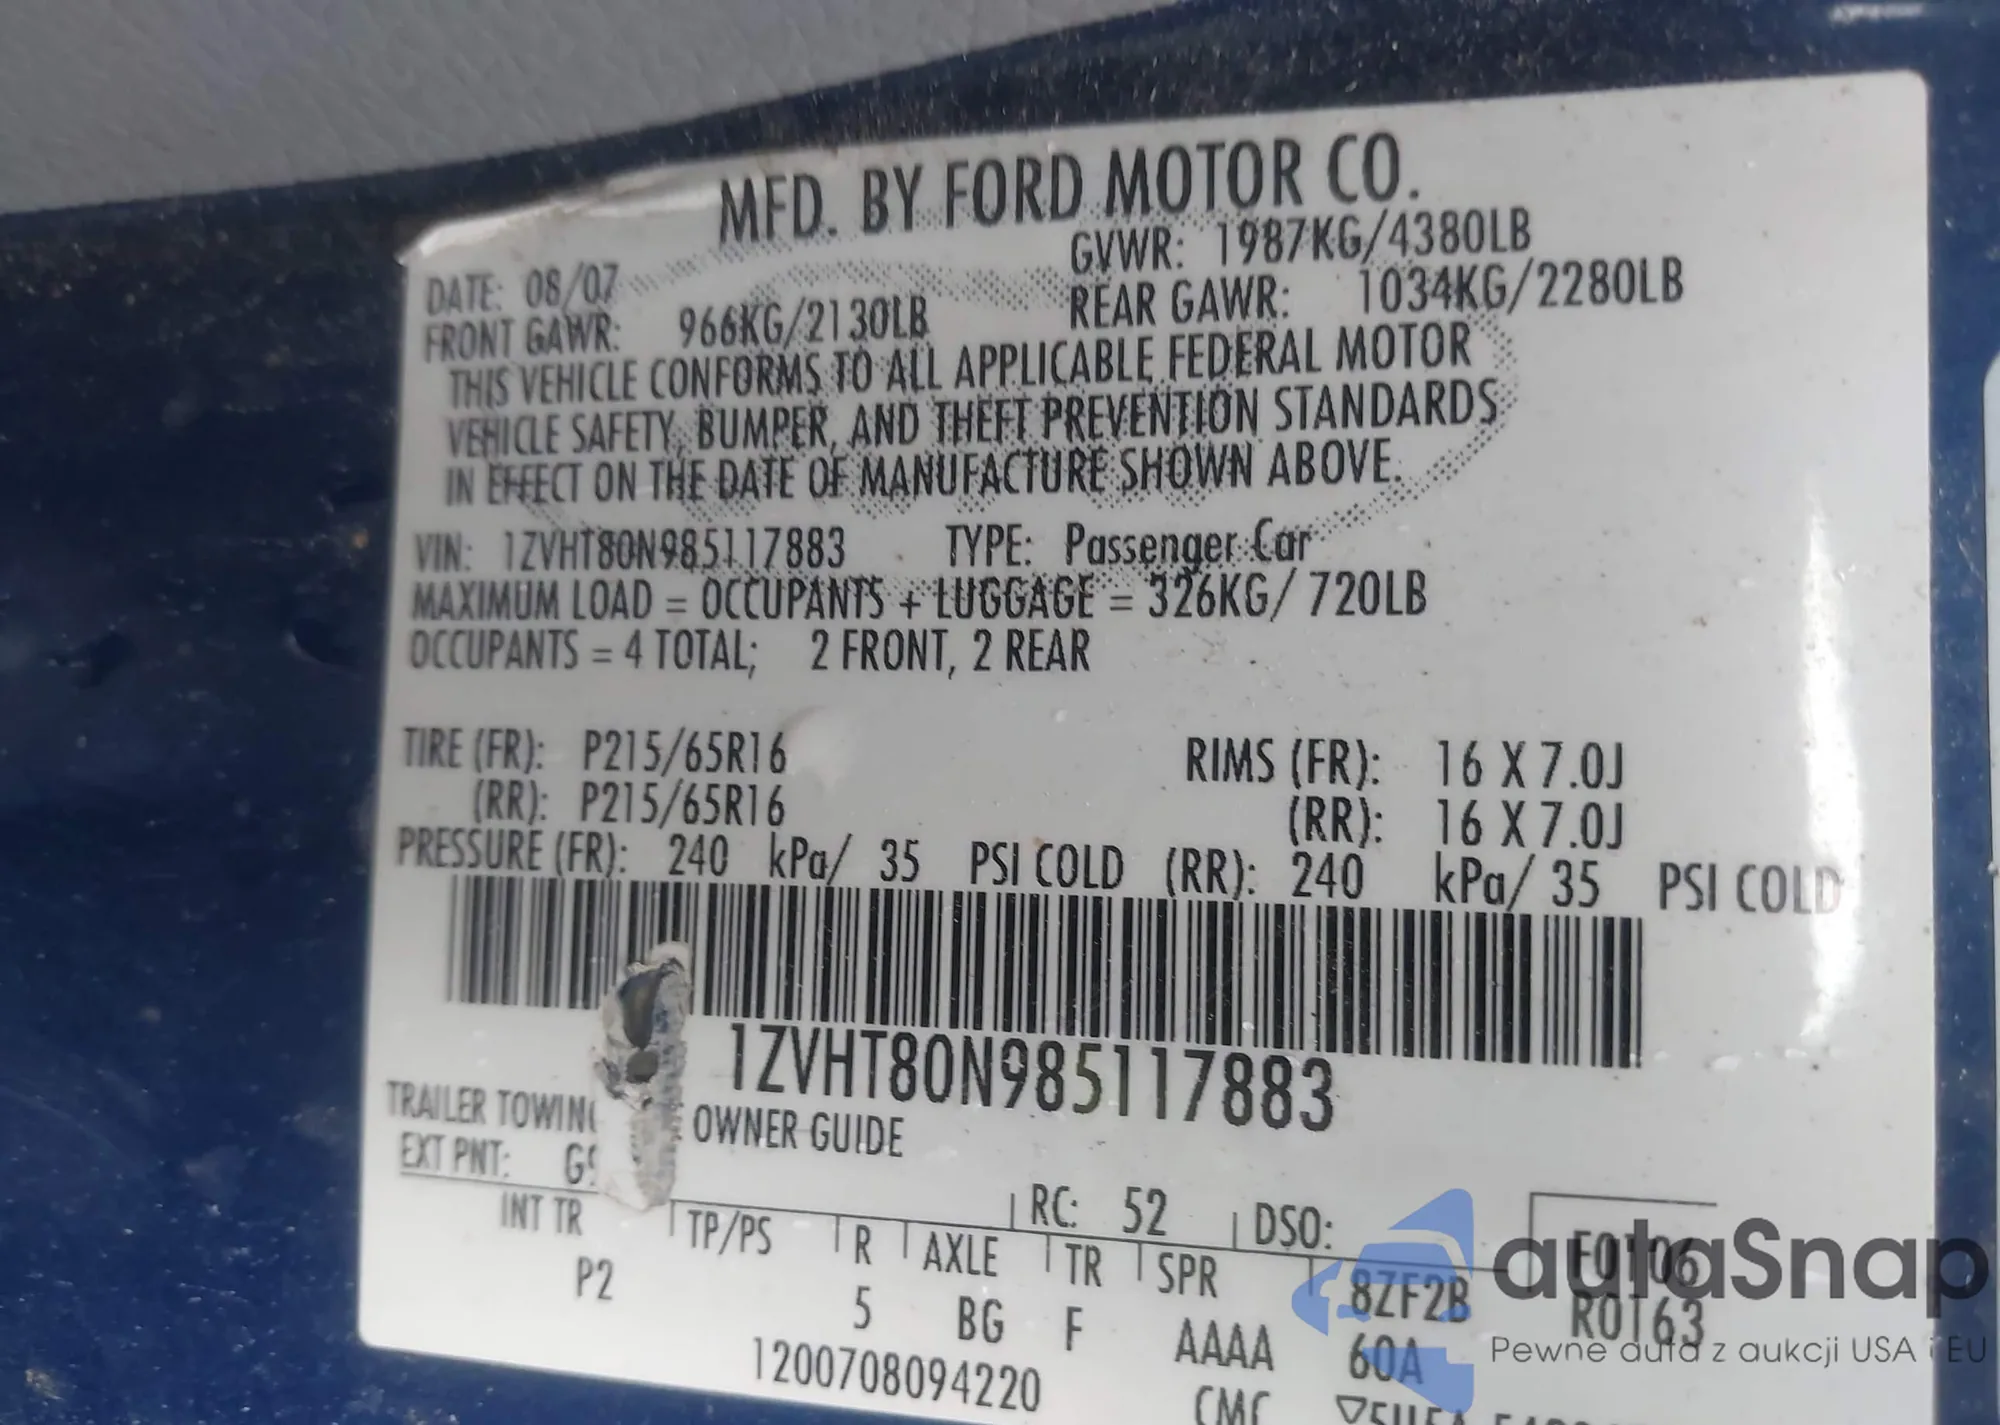 MFD. BY FORD MOTOR CO.
DATE: 08/07 GVWR: 1987KG/4380LB
FRONT GAWR: 966KG/2130LB REAR GAWR: 1034KG/2280LB
THIS VEHICLE CONFORMS TO ALL APPLICABLE FEDERAL MOTOR
VEHICLE SAFETY, BUMPER, AND THEFT PREVENTION STANDARDS
IN EFFECT ON THE DATE OF MANUFACTURE SHOWN ABOVE.
VIN: 1ZVHT80N985117883 TYPE: Passenger Car
MAXIMUM LOAD = OCCUPANTS + LUGGAGE = 326KG/ 720LB
OCCUPANTS = 4 TOTAL; 2 FRONT, 2 REAR
TIRE (FR): P215/65R16 RIMS (FR): 16 X 7.0J
(RR): P215/65R16 (RR): 16 X 7.0J
PRESSURE (FR): 240 kPa/ 35 PSI COLD (RR): 240 kPa/ 35 PSI COLD
1ZVHT80N985117883
TRAILER TOWING OWNER GUIDE
EXT PNT: RC: 52 DSO:
INT TR TP/PS R AXLE TR SPR 8ZF2B F0106
P2 5 BG F AAAA 60A R0163
1200708094220 CMC
autaSnap
Pewne auta z aukcji USA i EU